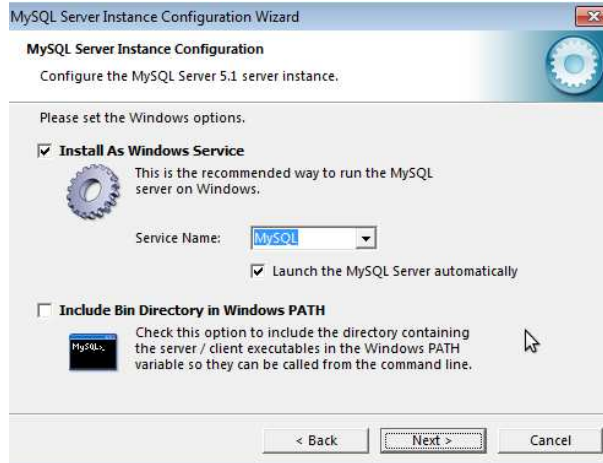 MySQL Server Instance Configuration Wizard
MySQL Server Instance Configuration
Configure the MySQL Server 5.1 server instance.
Please set the Windows options.
Install As Windows Service
This is the recommended way to run the MySQL
server on Windows.
Service Name: MySQL
Launch the MySQL Server automatically
Include Bin Directory in Windows PATH
MySQL>_
Check this option to include the directory containing
the server / client executables in the Windows PATH
variable so they can be called from the command line.
< Back Next > Cancel